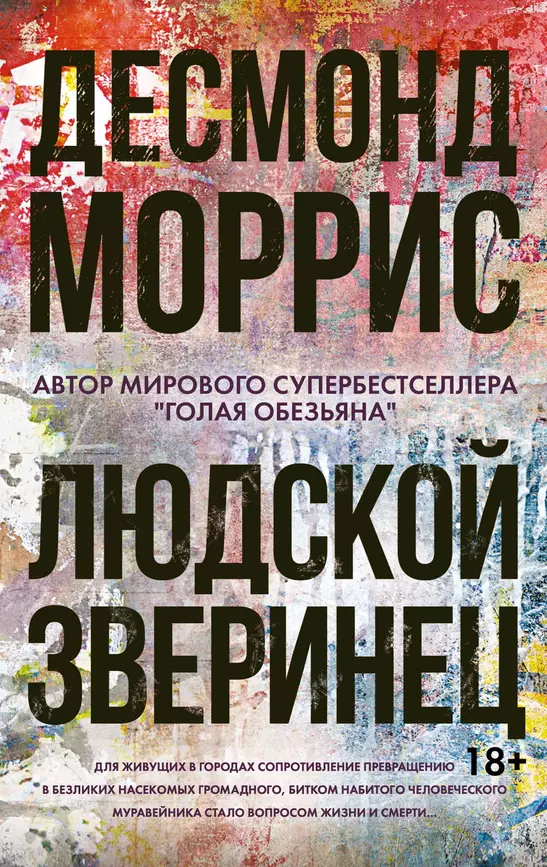 ДЕСМОНД
МОРРИС
АВТОР МИРОВОГО СУПЕРБЕСТСЕЛЛЕРА
"ГОЛАЯ ОБЕЗЬЯНА"
ЛЮДСКОЙ
ЗВЕРИНЕЦ
18+
ДЛЯ ЖИВУЩИХ В ГОРОДАХ СОПРОТИВЛЕНИЕ ПРЕВРАЩЕНИЮ
В БЕЗЛИКИХ НАСЕКОМЫХ ГРОМАДНОГО, БИТКОМ НАБИТОГО ЧЕЛОВЕЧЕСКОГО
МУРАВЕЙНИКА СТАЛО ВОПРОСОМ ЖИЗНИ И СМЕРТИ...